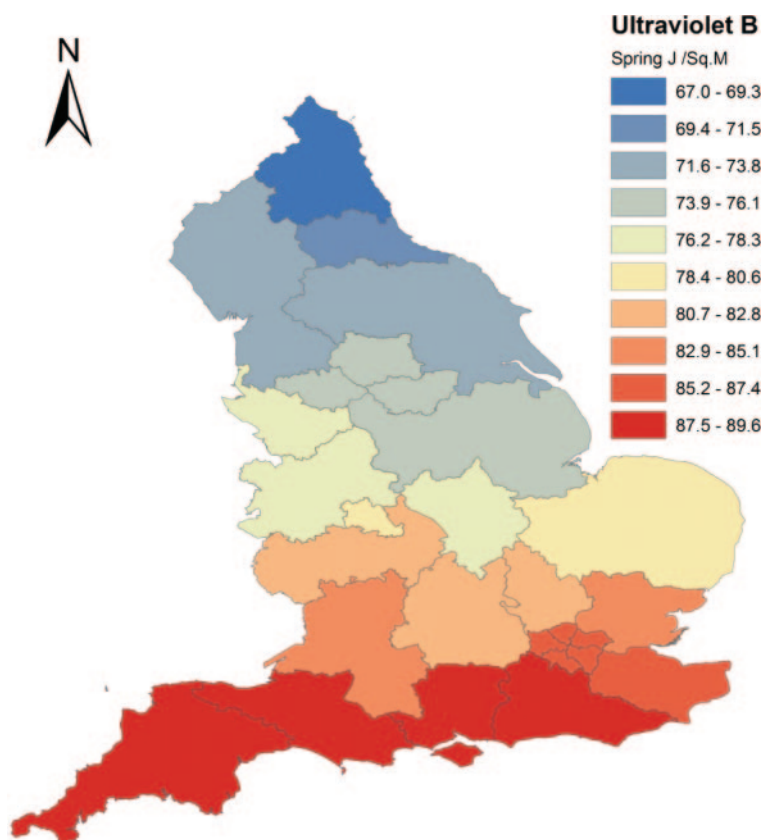 Ultraviolet B
Spring J /Sq.M
N
67.0 - 69.3
69.4 - 71.5
71.6 - 73.8
73.9 - 76.1
76.2 - 78.3
78.4 - 80.6
80.7 - 82.8
82.9 - 85.1
85.2 - 87.4
87.5 - 89.6